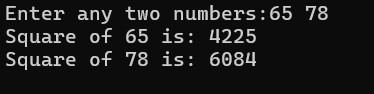 Enter any two numbers:65 78
Square of 65 is: 4225
Square of 78 is: 6084